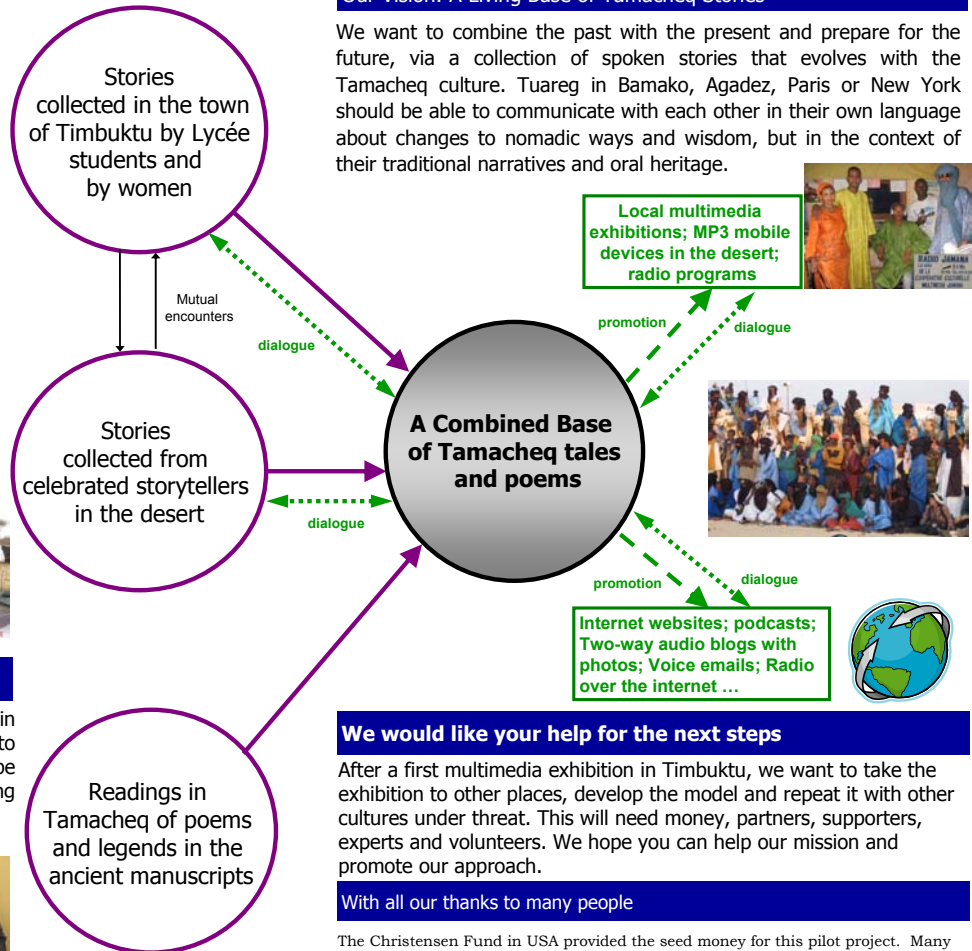 Our Vision: A Living Base of Tamacheq Stories
We want to combine the past with the present and prepare for the
future, via a collection of spoken stories that evolves with the
Tamacheq culture. Tuareg in Bamako, Agadez, Paris or New York
should be able to communicate with each other in their own language
about changes to nomadic ways and wisdom, but in the context of
their traditional narratives and oral heritage.
Stories
collected in the town
of Timbuktu by Lycée
students and
by women
Mutual
encounters
dialogue
Local multimedia
exhibitions; MP3 mobile
devices in the desert;
radio programs
RADIO JAMANA
promotion
dialogue
Stories
collected from
celebrated storytellers
in the desert
dialogue
A Combined Base
of Tamacheq tales
and poems
promotion
dialogue
Internet websites; podcasts;
Two-way audio blogs with
photos; Voice emails; Radio
over the internet …
in
to
Readings in
Tamacheq of poems
and legends in the
ancient manuscripts
We would like your help for the next steps
After a first multimedia exhibition in Timbuktu, we want to take the
exhibition to other places, develop the model and repeat it with other
cultures under threat. This will need money, partners, supporters,
experts and volunteers. We hope you can help our mission and
promote our approach.
With all our thanks to many people
The Christensen Fund in USA provided the seed money for this pilot project. Many